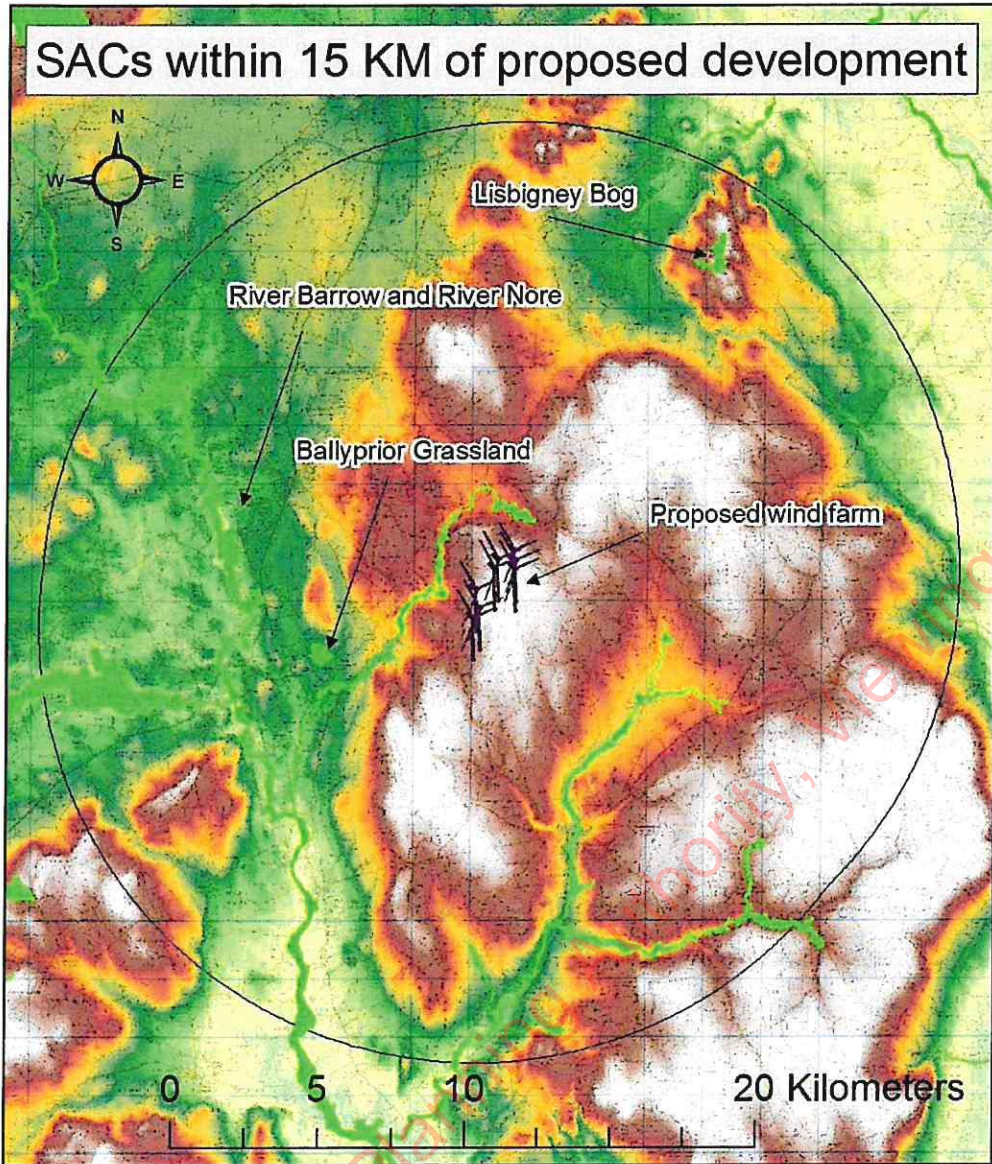 SACs within 15 KM of proposed development
N
W E
S
Lisbigney Bog
River Barrow and River Nore
Ballyprior Grassland
Proposed wind farm
0 5 10 20 Kilometers